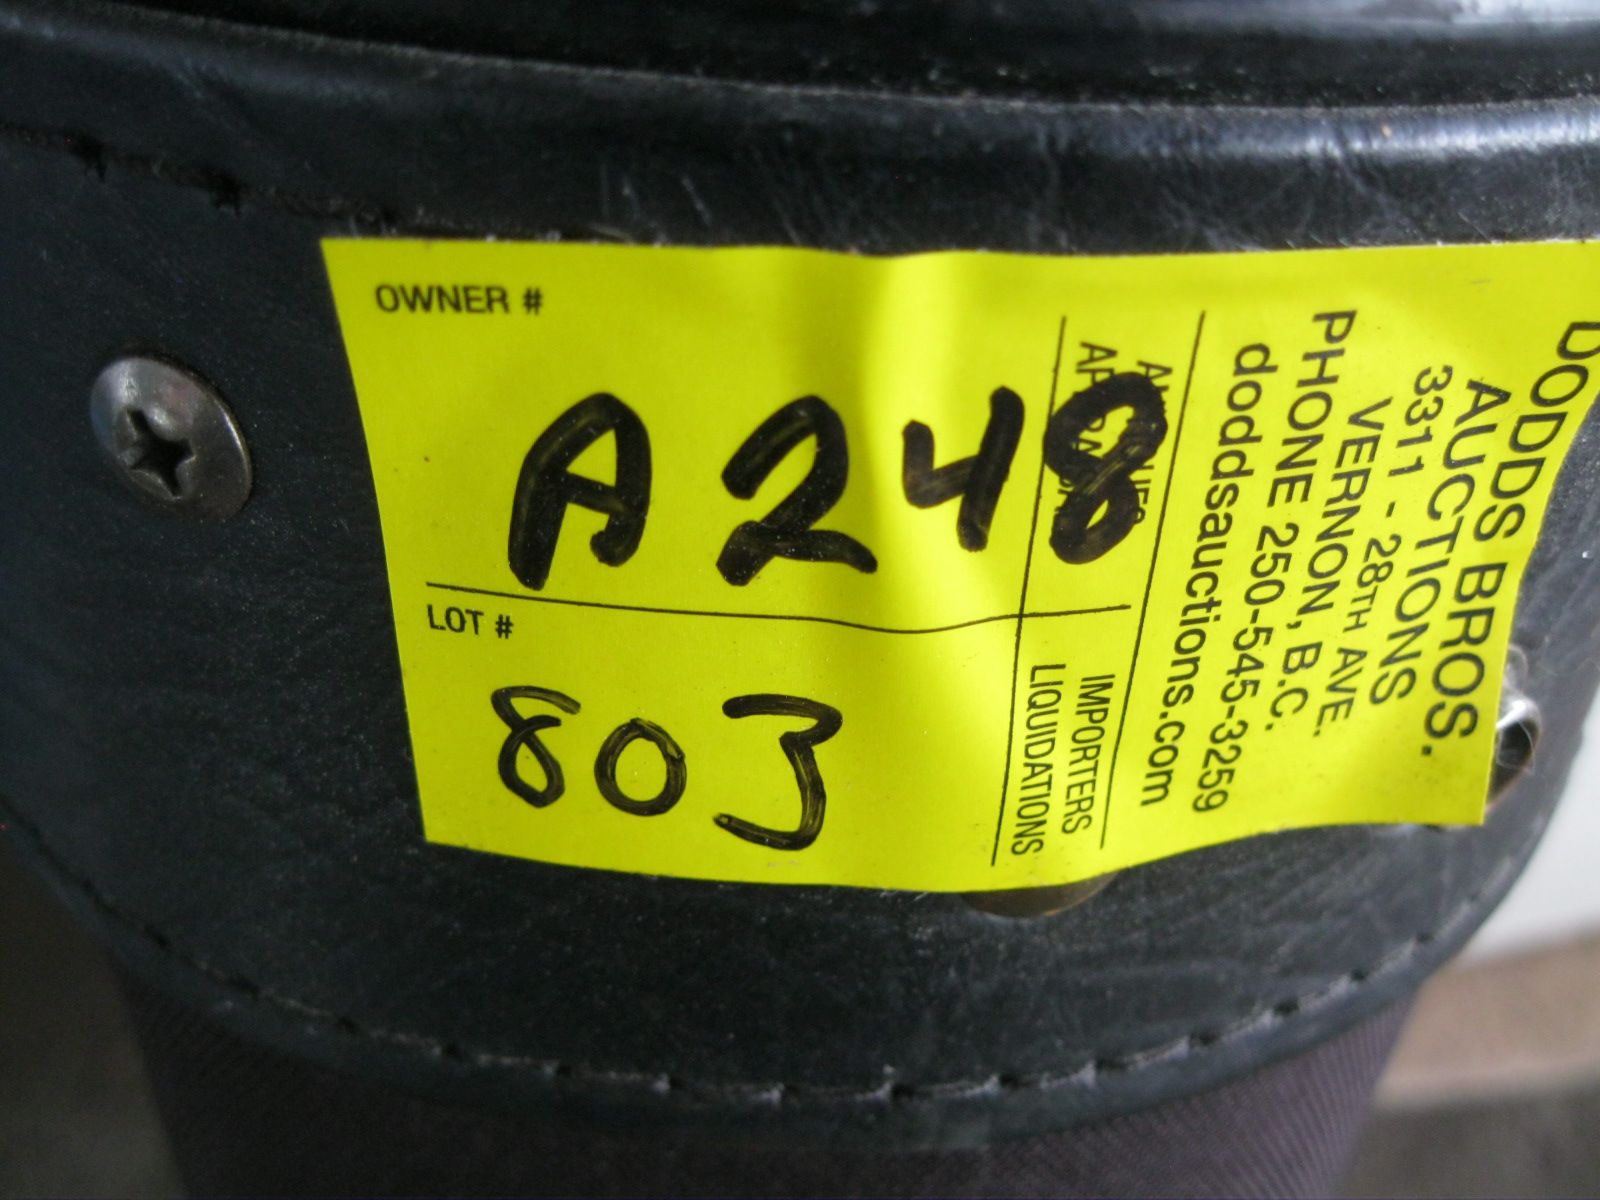 OWNER #
A248
LOT #
803
IMPORTERS
LIQUIDATIONS
DODDS BROS.
AUCTIONS
3311 - 28TH AVE.
VERNON, B.C.
PHONE 250-545-3259
doddsauctions.com